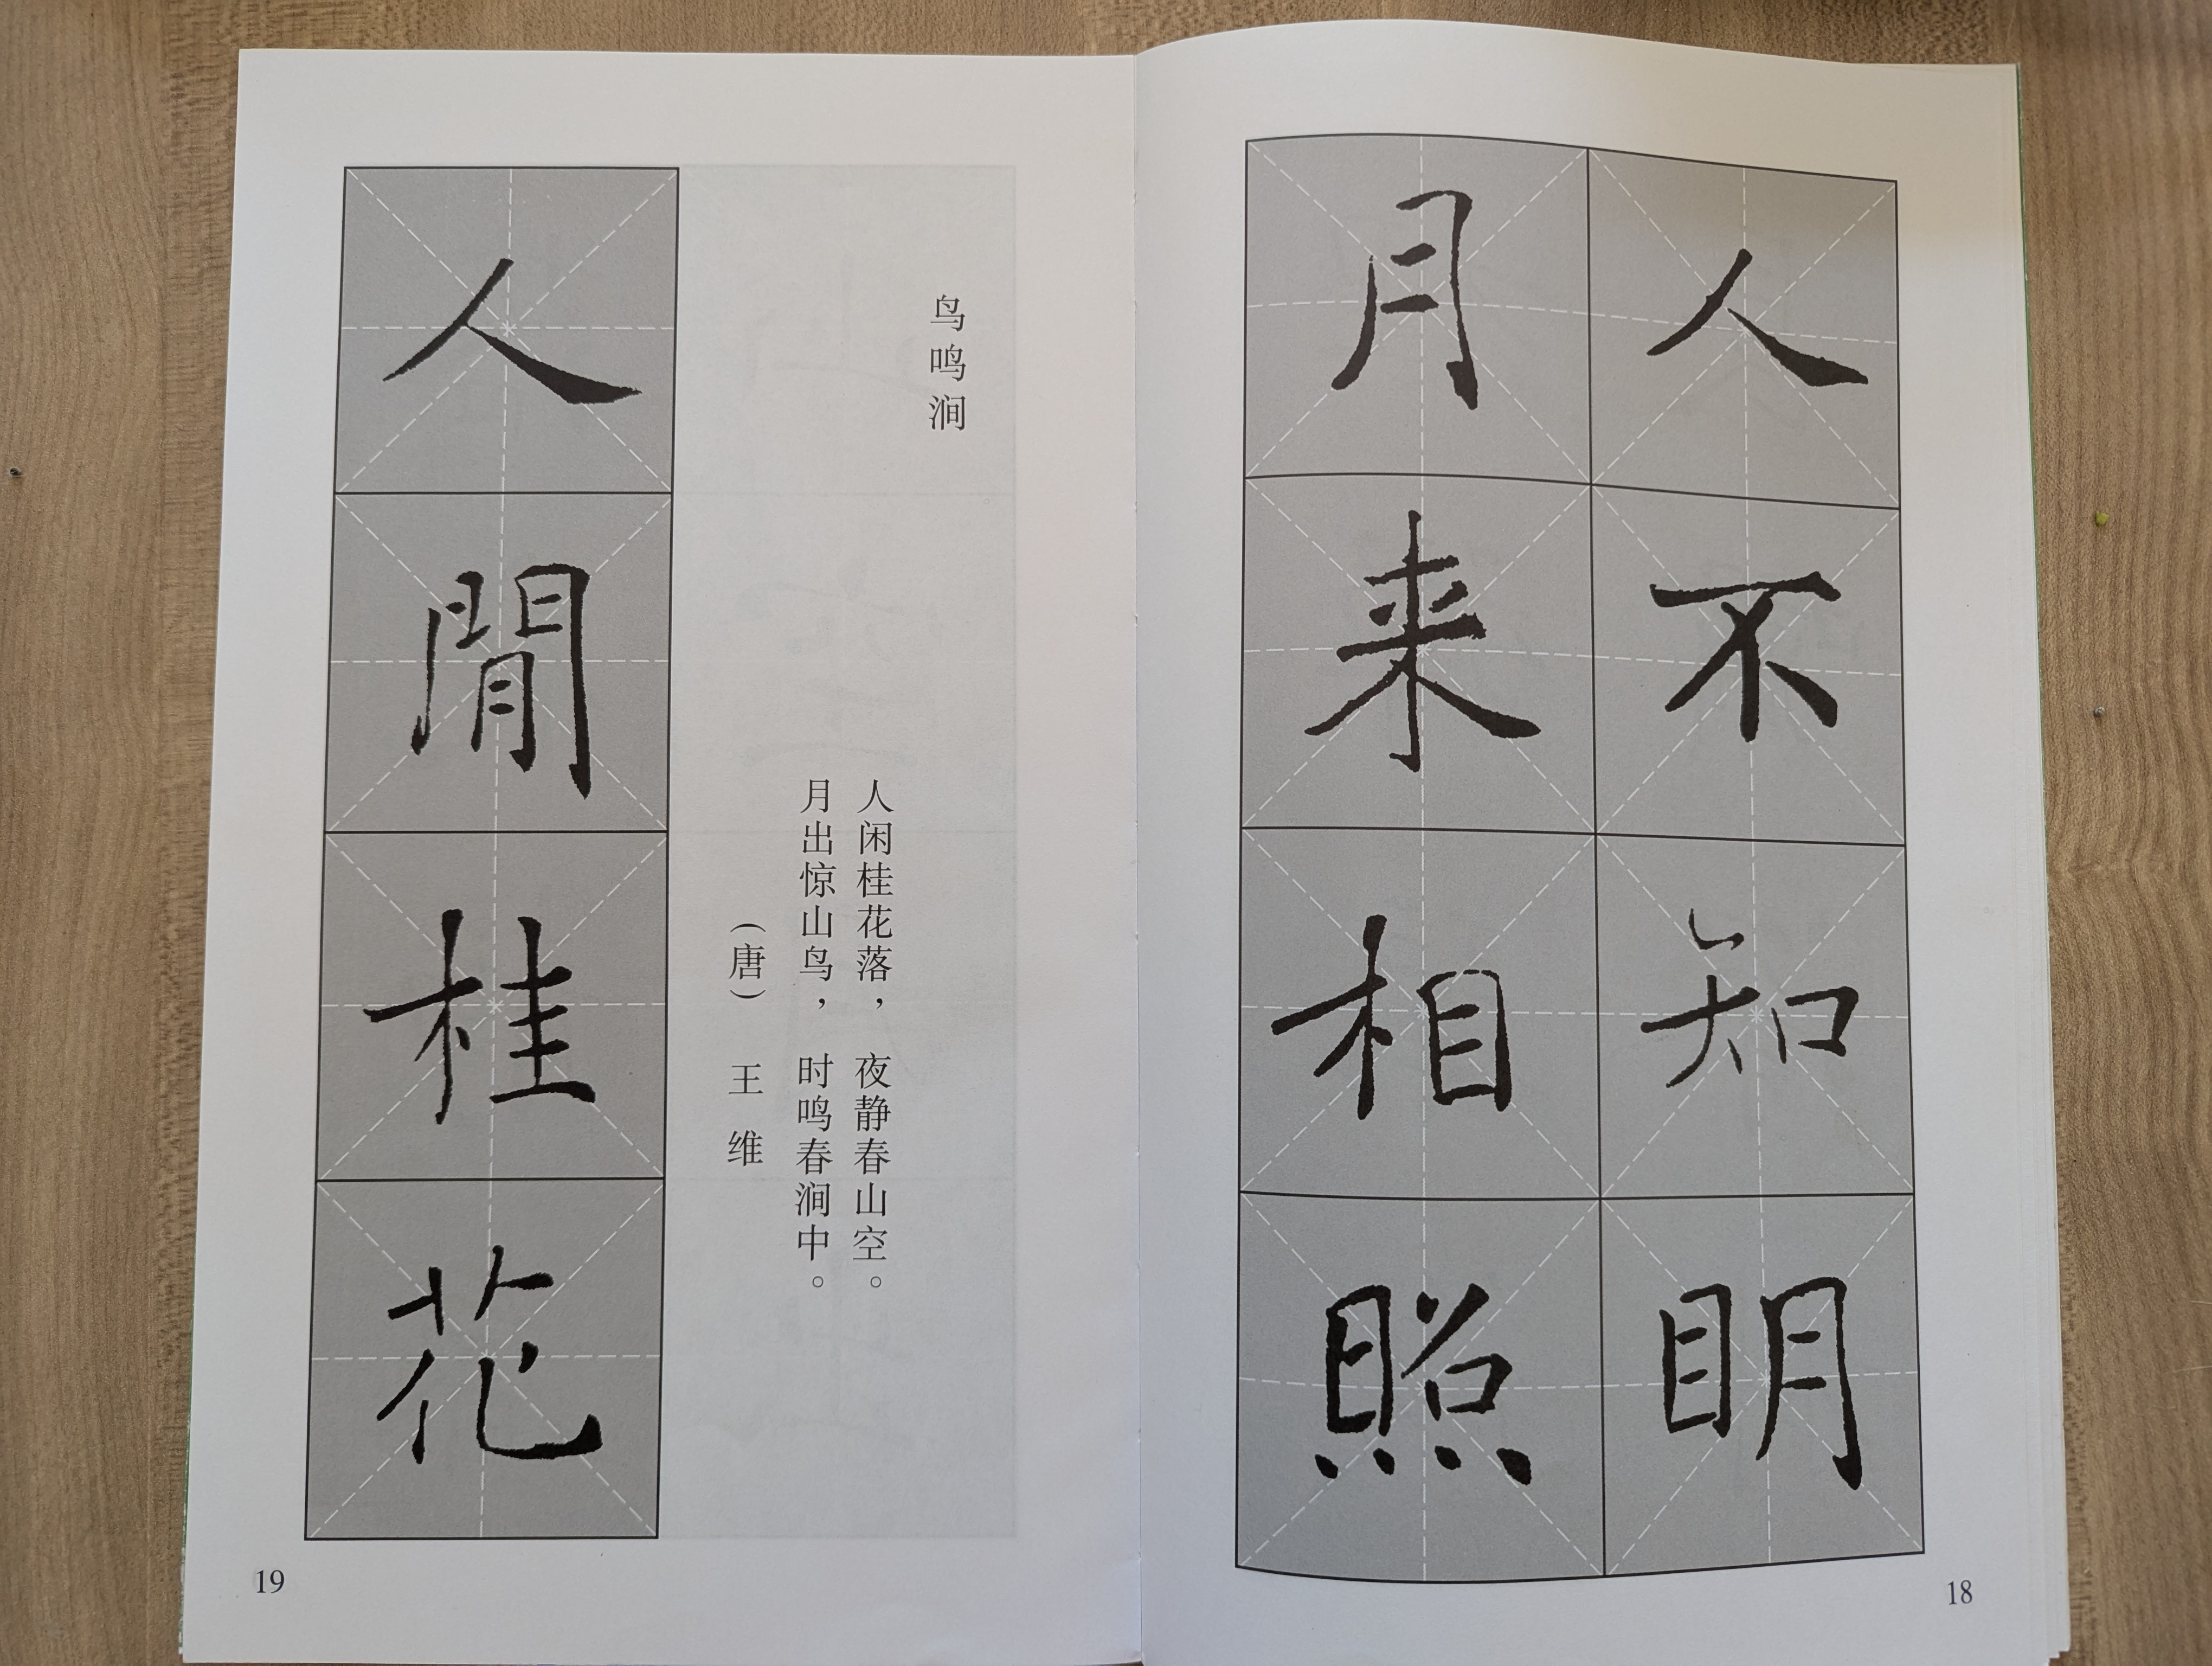 人不知明
月来相照
18
鸟鸣涧
人闲桂花落，夜静春山空。
月出惊山鸟，时鸣春涧中。
（唐）王维
人閒桂花
19